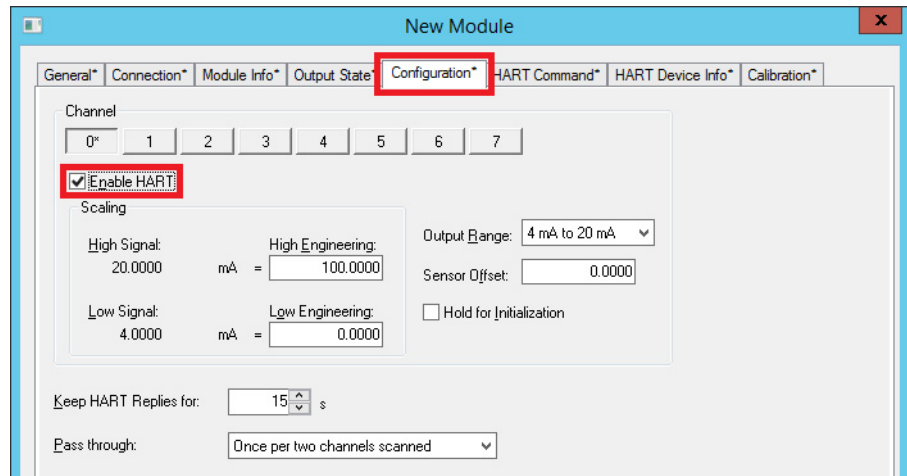 New Module
x
General* Connection* Module Info* Output State* Configuration* HART Command* HART Device Info* Calibration*
Channel
0* 1 2 3 4 5 6 7
Enable HART
Scaling
High Signal: High Engineering: Output Range: 4 mA to 20 mA
20.0000 mA = 100.0000 Sensor Offset: 0.0000
Low Signal: Low Engineering: Hold for Initialization
4.0000 mA = 0.0000
Keep HART Replies for: 15 s
Pass through: Once per two channels scanned